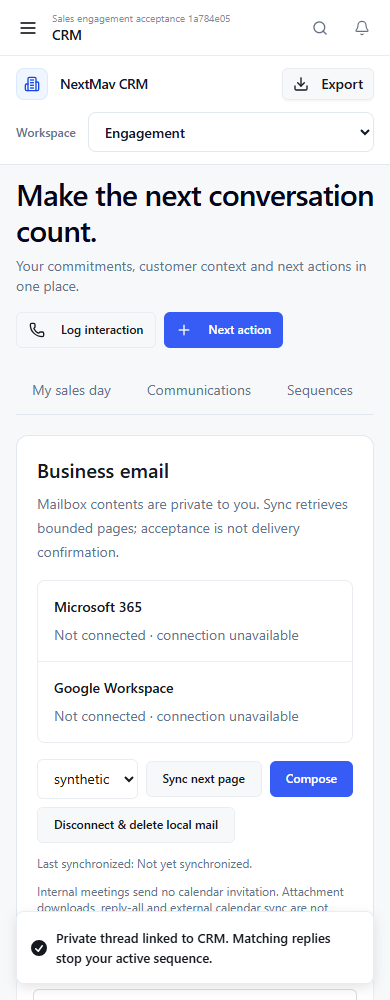 Sales engagement acceptance 1a784e05
CRM
NextMav CRM
Export
Workspace
Engagement
Make the next conversation
count.
Your commitments, customer context and next actions in
one place.
Log interaction
Next action
My sales day
Communications
Sequences
Business email
Mailbox contents are private to you. Sync retrieves
bounded pages; acceptance is not delivery
confirmation.
Microsoft 365
Not connected · connection unavailable
Google Workspace
Not connected · connection unavailable
synthetic
Sync next page
Compose
Disconnect & delete local mail
Last synchronized: Not yet synchronized.
Internal meetings send no calendar invitation. Attachment
downloads, reply-all and external calendar sync are not
Private thread linked to CRM. Matching replies
stop your active sequence.